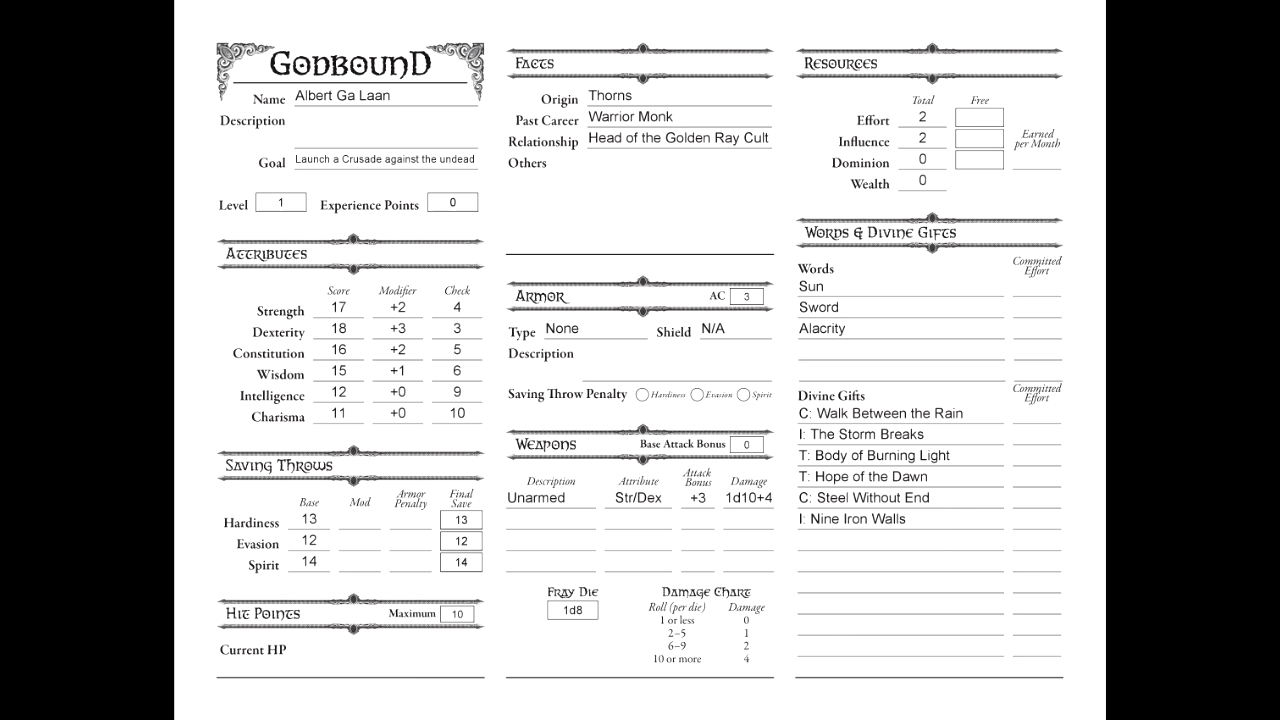 GODBOUND
Name Albert Ga Laan
Description
Goal Launch a Crusade against the undead
Level 1 Experience Points 0
ATTRIBUTES
Score Modifier Check
Strength 17 +2 4
Dexterity 18 +3 3
Constitution 16 +2 5
Wisdom 15 +1 6
Intelligence 12 +0 9
Charisma 11 +0 10
SAVING THROWS
Base Mod Armor Penalty Final Save
Hardiness 13 13
Evasion 12 12
Spirit 14 14
HIT POINTS Maximum 10
Current HP
FACTS
Origin Thorns
Past Career Warrior Monk
Relationship Head of the Golden Ray Cult
Others
ARMOR AC 3
Type None Shield N/A
Description
Saving Throw Penalty Hardiness Evasion Spirit
WEAPONS Base Attack Bonus 0
Description Attribute Attack Bonus Damage
Unarmed Str/Dex +3 1d10+4
FRAY DIE
1d8
DAMAGE CHART
Roll (per die) Damage
1 or less 0
2–5 1
6–9 2
10 or more 4
RESOURCES
Total Free
Effort 2
Influence 2 Earned per Month
Dominion 0
Wealth 0
WORDS & DIVINE GIFTS
Words Committed Effort
Sun
Sword
Alacrity
Divine Gifts Committed Effort
C: Walk Between the Rain
I: The Storm Breaks
T: Body of Burning Light
T: Hope of the Dawn
C: Steel Without End
I: Nine Iron Walls